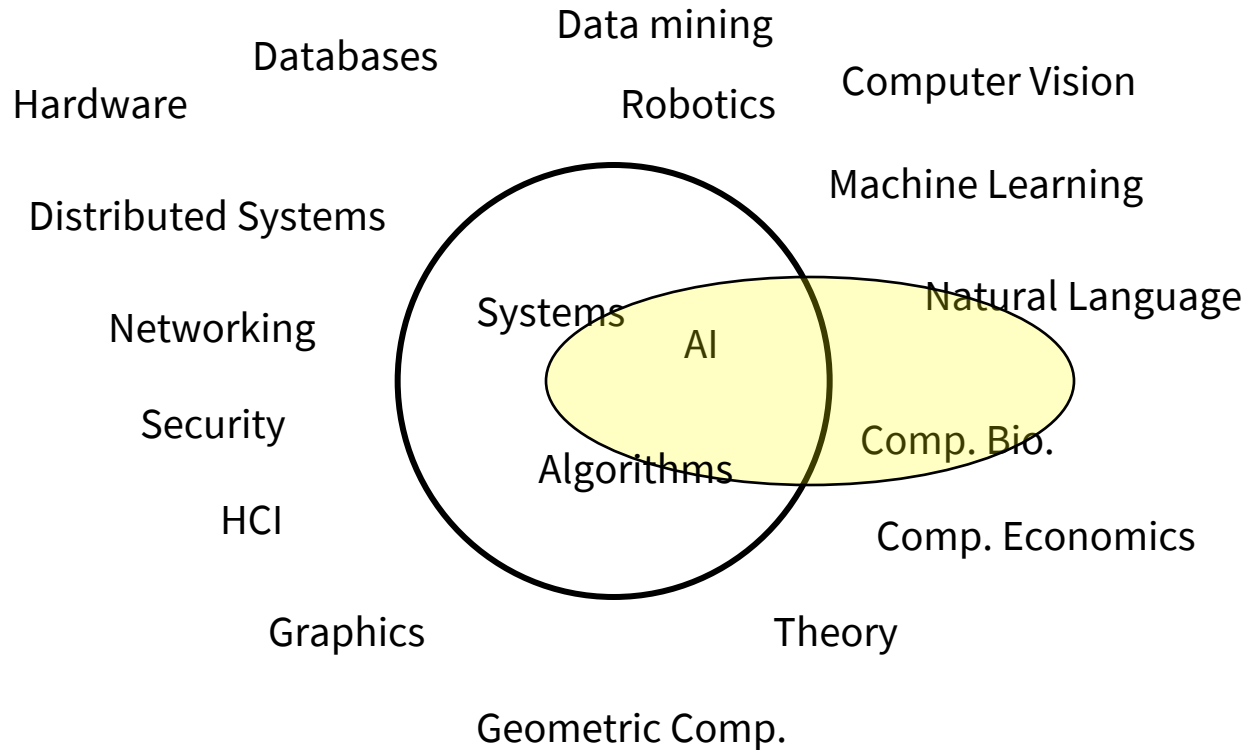 Data mining
Databases
Computer Vision
Hardware
Robotics
Machine Learning
Distributed Systems
Natural Language
Systems
Networking
AI
Security
Comp. Bio.
Algorithms
HCI
Comp. Economics
Graphics
Theory
Geometric Comp.